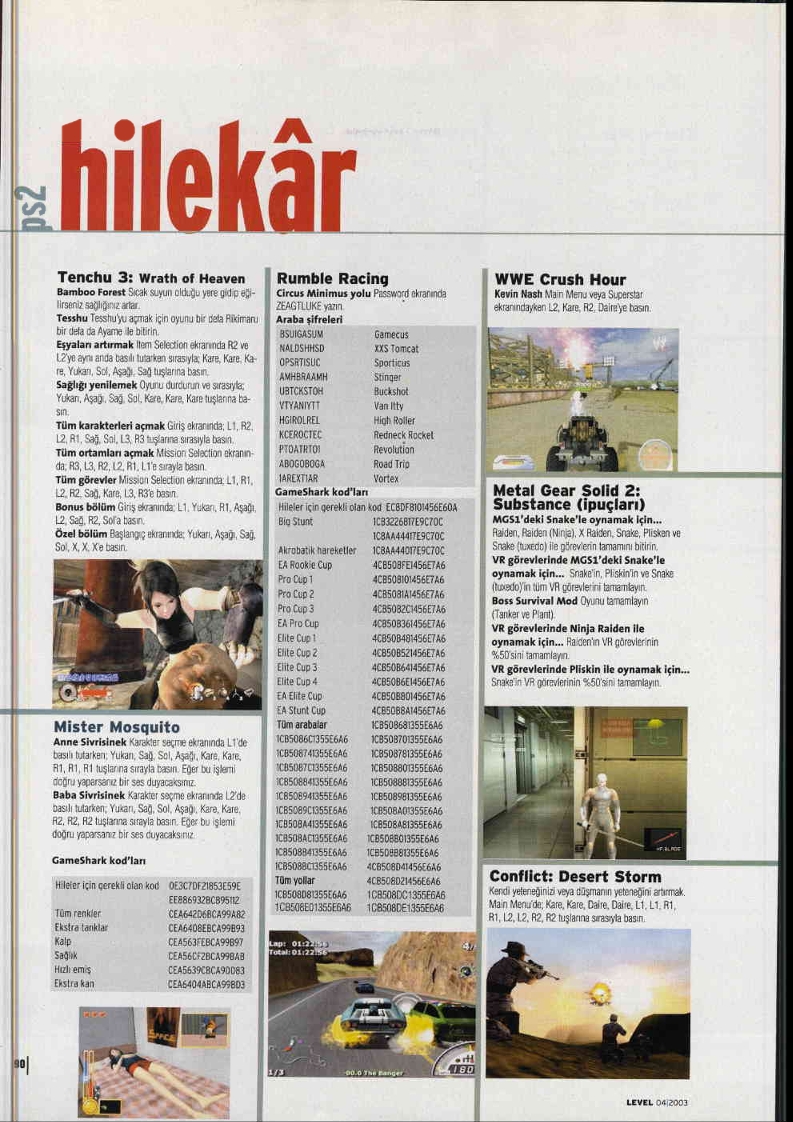 ps2
hilekâr
Tenchu 3: Wrath of Heaven
Bamboo Forest Sıcak suyun olduğu yere gidip eği-
lirseniz sağlığınız artar.
Tesshu Tesshu'yu açmak için oyunu bir defa Rikimaru
bir defa da Ayame ile bitirin.
Eşyaları artırmak Item Selection ekranında R2 ve
L2'ye aynı anda basılı tutarken sırasıyla; Kare, Kare, Ka-
re, Yukarı, Sol, Aşağı, Sağ tuşlarına basın.
Sağlığı yenilemek Oyunu durdurun ve sırasıyla;
Yukarı, Aşağı, Sağ, Sol, Kare, Kare, Kare tuşlarına ba-
sın.
Tüm karakterleri açmak Giriş ekranında; L1, R2,
L2, R1, Sağ, Sol, L3, R3 tuşlarına sırasıyla basın.
Tüm ortamları açmak Mission Selection ekranın-
da; R3, L3, R2, L2, R1, L1'e sırayla basın.
Tüm görevler Mission Selection ekranında; L1, R1,
L2, R2, Sağ, Kare, L3, R3'e basın.
Bonus bölüm Giriş ekranında; L1, Yukarı, R1, Aşağı,
L2, Sağ, R2, Sol'a basın.
Özel bölüm Başlangıç ekranında; Yukarı, Aşağı, Sağ,
Sol, X, X, X'e basın.
Mister Mosquito
Anne Sivrisinek Karakter seçme ekranında L1'de
basılı tutarken; Yukarı, Sağ, Sol, Aşağı, Kare, Kare,
R1, R1, R1 tuşlarına sırayla basın. Eğer bu işlemi
doğru yaparsanız bir ses duyacaksınız.
Baba Sivrisinek Karakter seçme ekranında L2'de
basılı tutarken; Yukarı, Sağ, Sol, Aşağı, Kare, Kare,
R2, R2, R2 tuşlarına sırayla basın. Eğer bu işlemi
doğru yaparsanız bir ses duyacaksınız.
GameShark kod'ları
Hileler için gerekli olan kod 0E3C7DF21853E59E
EE886932BCB95112
Tüm renkler CEA642D6BCA99A82
Ekstra tanklar CEA6408EBCA99B93
Kalp CEA563FEBCA99B97
Sağlık CEA56CF2BCA99BAB
Hızlı emiş CEA5639CBCA90D83
Ekstra kan CEA6404ABCA99BD3
Rumble Racing
Circus Minimus yolu Password ekranında
ZEAGTLUKE yazın.
Araba şifreleri
BSUIGASUM Gamecus
NALDSHHSD XXS Tomcat
OPSRTISUC Sporticus
AMHBRAAMH Stinger
UBTCKSTOH Buckshot
VTYANIYTT Van Itty
HGIROLREL High Roller
KCEROCTEC Redneck Rocket
PTOATRTO1 Revolution
ABOGOBOGA Road Trip
IAREXTIAR Vortex
GameShark kod'ları
Hileler için gerekli olan kod EC8DF8101456E60A
Big Stunt 1CB3226B17E9C70C
1C8AA44417E9C70C
Akrobatik hareketler 1C8AA44017E9C70C
EA Rookie Cup 4CB508FE1456E7A6
Pro Cup 1 4CB508101456E7A6
Pro Cup 2 4CB5081A1456E7A6
Pro Cup 3 4CB5082C1456E7A6
EA Pro Cup 4CB508361456E7A6
Elite Cup 1 4CB508481456E7A6
Elite Cup 2 4CB508521456E7A6
Elite Cup 3 4CB508641456E7A6
Elite Cup 4 4CB5086E1456E7A6
EA Elite Cup 4CB508801456E7A6
EA Stunt Cup 4CB5088A1456E7A6
Tüm arabalar 1CB508681355E6A6
1CB5086C1355E6A6 1CB508701355E6A6
1CB508741355E6A6 1CB508781355E6A6
1CB5087C1355E6A6 1CB508801355E6A6
1CB508841355E6A6 1CB508881355E6A6
1CB508941355E6A6 1CB508981355E6A6
1CB5089C1355E6A6 1CB508A01355E6A6
1CB508A41355E6A6 1CB508A81355E6A6
1CB508AC1355E6A6 1CB508B01355E6A6
1CB508B41355E6A6 1CB508B81355E6A6
1CB508BC1355E6A6 4CB508D41456E6A6
Tüm yollar 4CB508D21456E6A6
1CB508D81355E6A6 1CB508DC1355E6A6
1CB508E01355E6A6 1CB508DE1355E6A6
Lap: 01:22:56
Total: 01:22:56
4/
1/3
00.0 The Banger
180
WWE Crush Hour
Kevin Nash Main Menu veya Superstar
ekranındayken L2, Kare, R2, Daire'ye basın.
Metal Gear Solid 2:
Substance (ipuçları)
MGS1'deki Snake'le oynamak için...
Raiden, Raiden (Ninja), X Raiden, Snake, Plisken ve
Snake (tuxedo) ile görevlerin tamamını bitirin.
VR görevlerinde MGS1'deki Snake'le
oynamak için... Snake'in, Pliskin'in ve Snake
(tuxedo)'in tüm VR görevlerini tamamlayın.
Boss Survival Mod Oyunu tamamlayın
(Tanker ve Plant).
VR görevlerinde Ninja Raiden ile
oynamak için... Raiden'ın VR görevlerinin
%50'sini tamamlayın.
VR görevlerinde Pliskin ile oynamak için...
Snake'in VR görevlerinin %50'sini tamamlayın.
HF.BLADE
Conflict: Desert Storm
Kendi yeteneğinizi veya düşmanın yeteneğini artırmak.
Main Menu'de; Kare, Kare, Daire, Daire, L1, L1, R1,
R1, L2, L2, R2, R2 tuşlarına sırasıyla basın.
90
LEVEL 04|2003